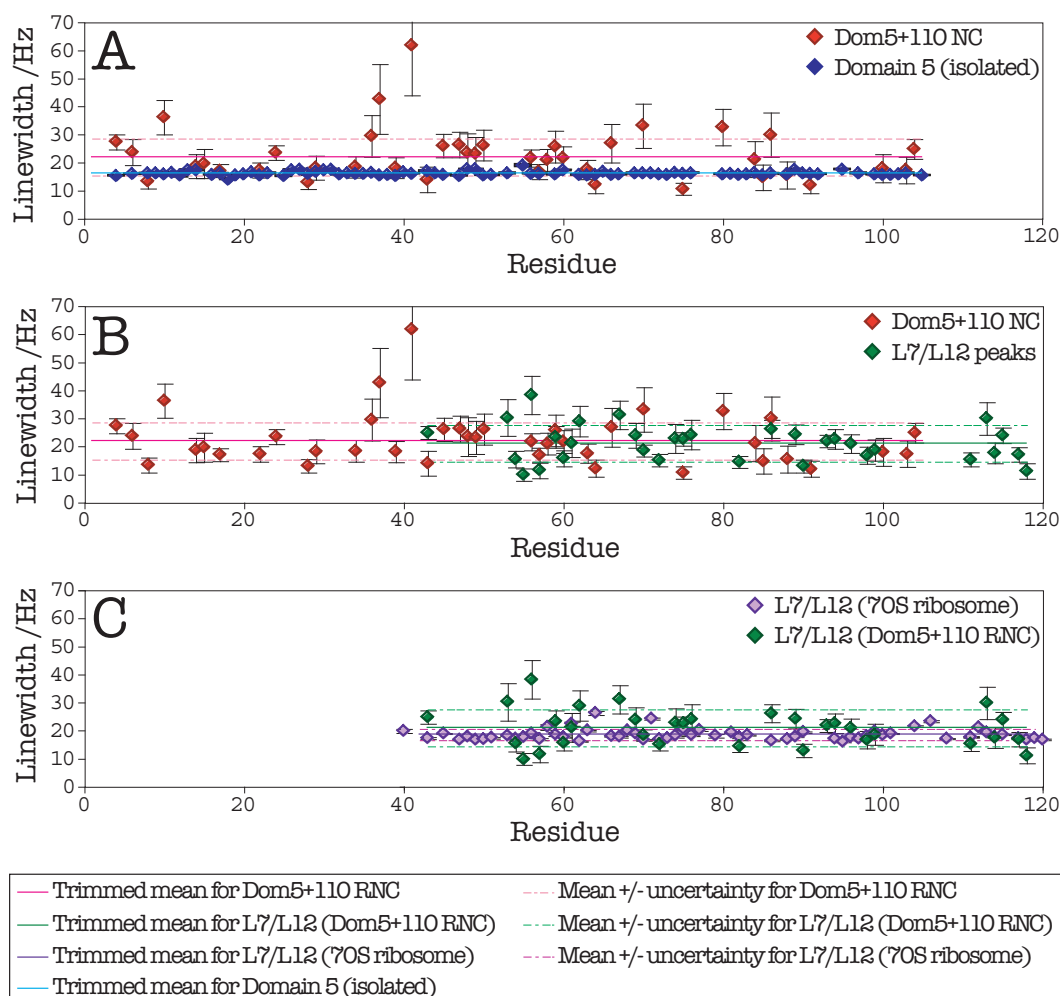 A
Linewidth /Hz
70
60
50
40
30
20
10
0
Dom5+110 NC
Domain 5 (isolated)
0 20 40 60 80 100 120
Residue
B
Linewidth /Hz
70
60
50
40
30
20
10
0
Dom5+110 NC
L7/L12 peaks
0 20 40 60 80 100 120
Residue
C
Linewidth /Hz
70
60
50
40
30
20
10
0
L7/L12 (70S ribosome)
L7/L12 (Dom5+110 RNC)
0 20 40 60 80 100 120
Residue
Trimmed mean for Dom5+110 RNC
Mean +/- uncertainty for Dom5+110 RNC
Trimmed mean for L7/L12 (Dom5+110 RNC)
Mean +/- uncertainty for L7/L12 (Dom5+110 RNC)
Trimmed mean for L7/L12 (70S ribosome)
Mean +/- uncertainty for L7/L12 (70S ribosome)
Trimmed mean for Domain 5 (isolated)